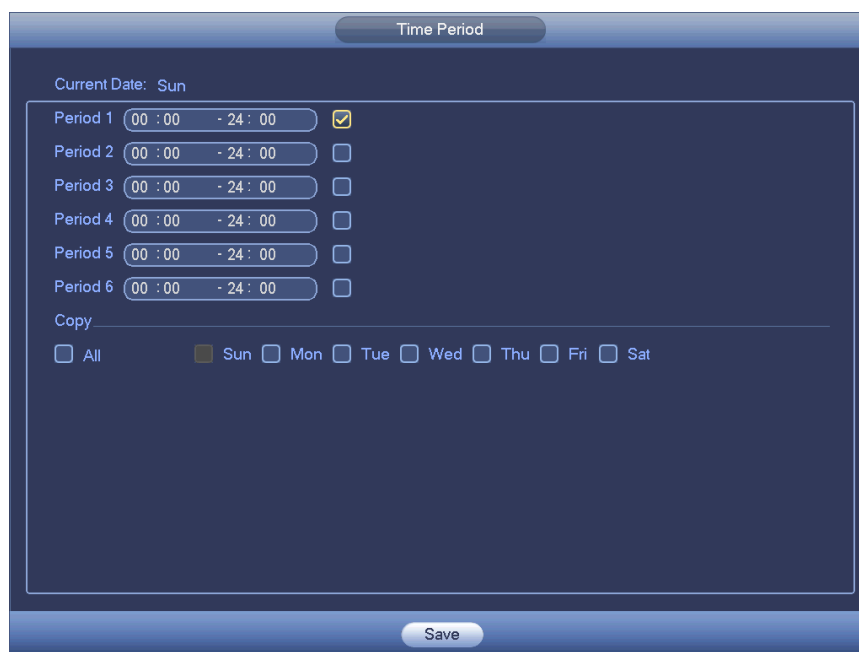 Time Period
Current Date: Sun
Period 1 00 :00 - 24 : 00
Period 2 00 :00 - 24 : 00
Period 3 00 :00 - 24 : 00
Period 4 00 :00 - 24 : 00
Period 5 00 :00 - 24 : 00
Period 6 00 :00 - 24 : 00
Copy
All Sun Mon Tue Wed Thu Fri Sat
Save